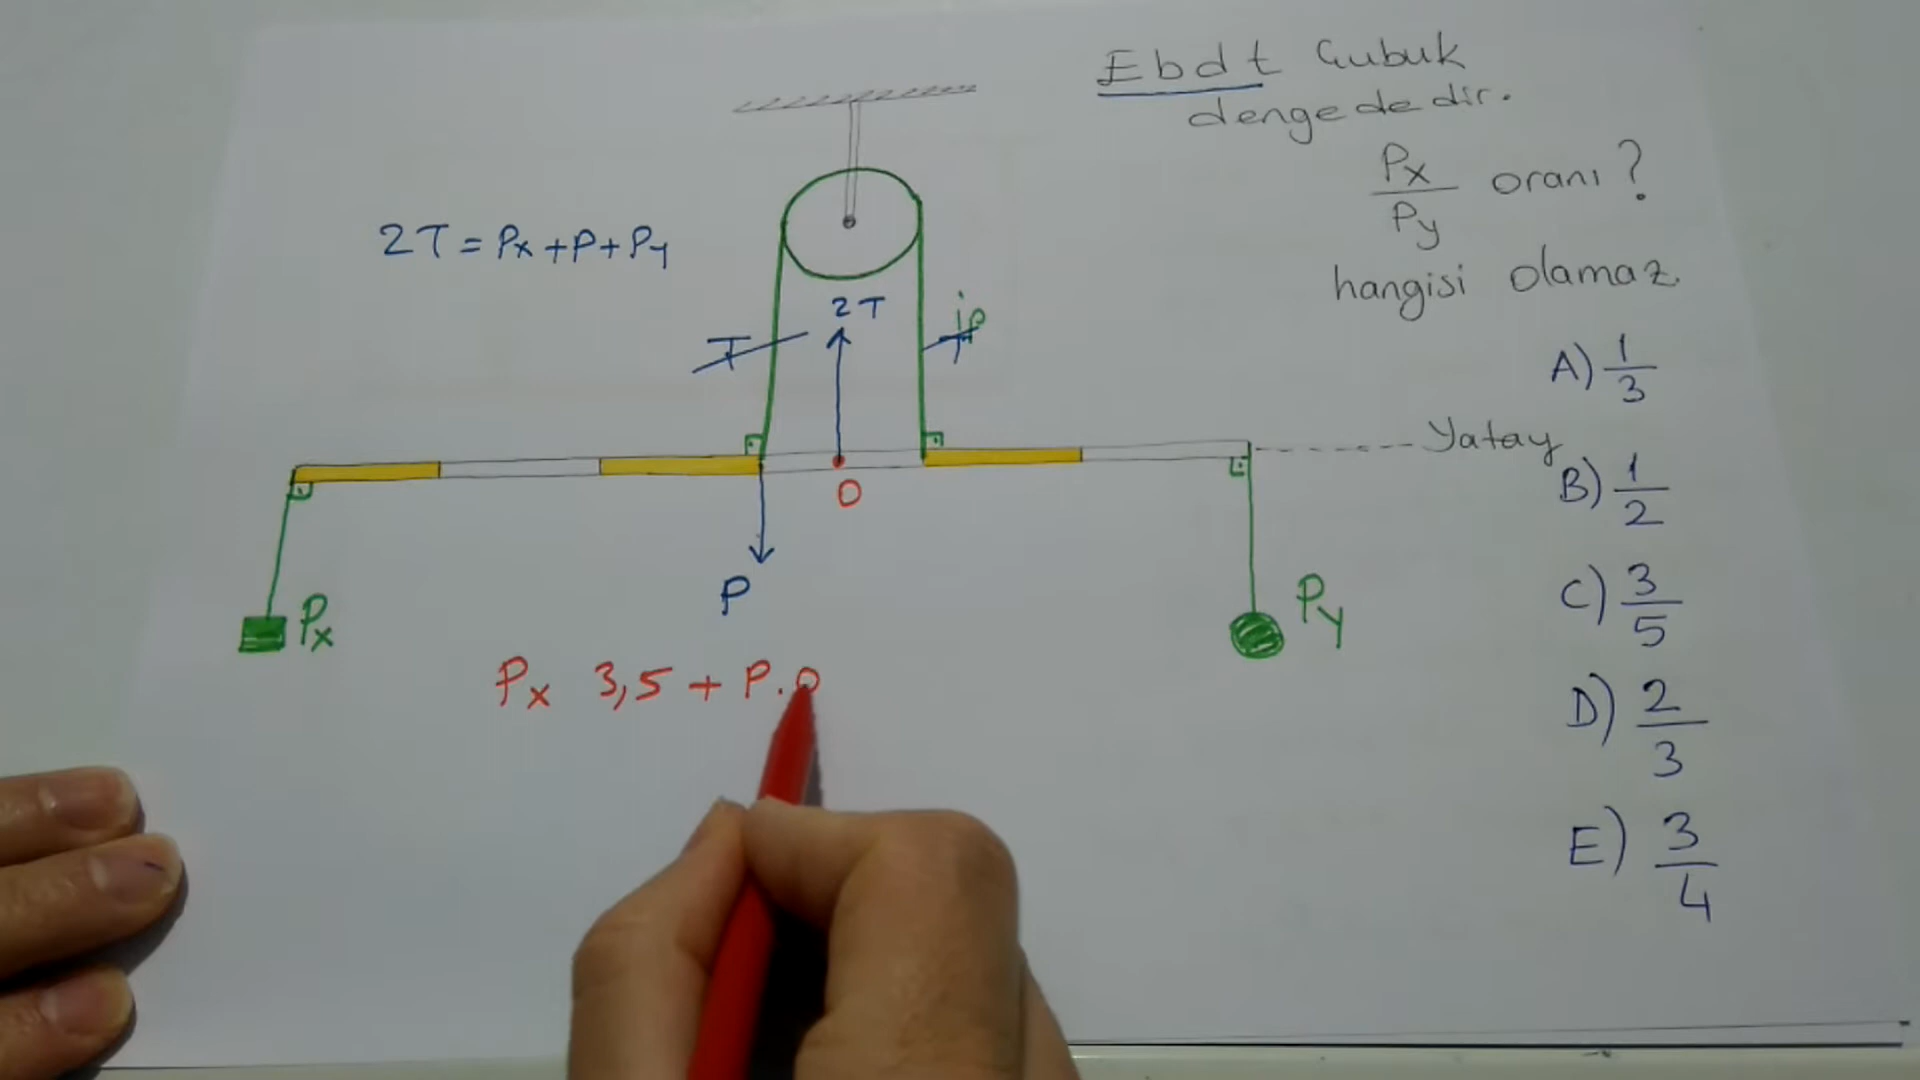 Ebdt Çubuk
dengededir.
Px
Py
oranı ?
hangisi olamaz.
2T = Px + P + Py
2T
T
ip
T
A) 1
3
Yatay
B) 1
2
O
P
Px
Py
C) 3
5
Px 3,5 + P.0
D) 2
3
E) 3
4